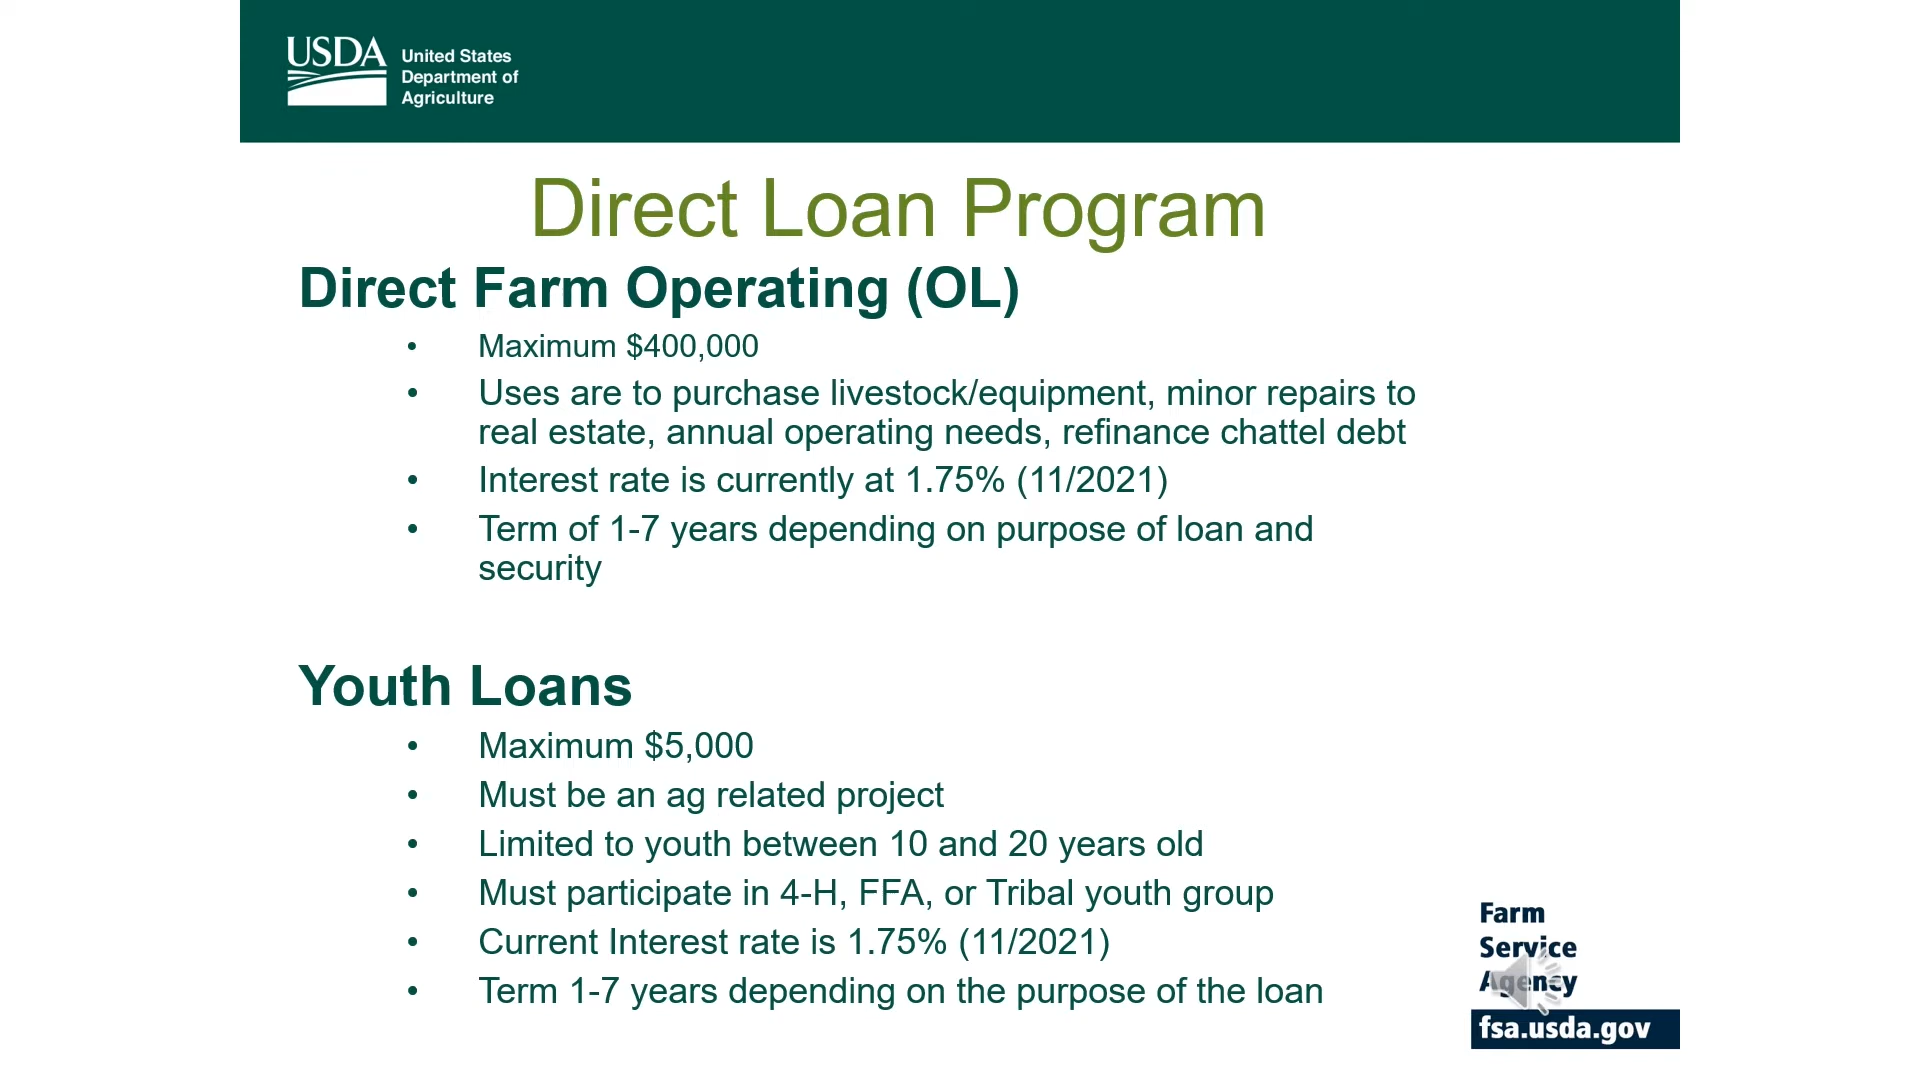 USDA
United States
Department of
Agriculture
Direct Loan Program
Direct Farm Operating (OL)
• Maximum $400,000
• Uses are to purchase livestock/equipment, minor repairs to
real estate, annual operating needs, refinance chattel debt
• Interest rate is currently at 1.75% (11/2021)
• Term of 1-7 years depending on purpose of loan and
security
Youth Loans
• Maximum $5,000
• Must be an ag related project
• Limited to youth between 10 and 20 years old
• Must participate in 4-H, FFA, or Tribal youth group
• Current Interest rate is 1.75% (11/2021)
• Term 1-7 years depending on the purpose of the loan
Farm
Service
Agency
fsa.usda.gov